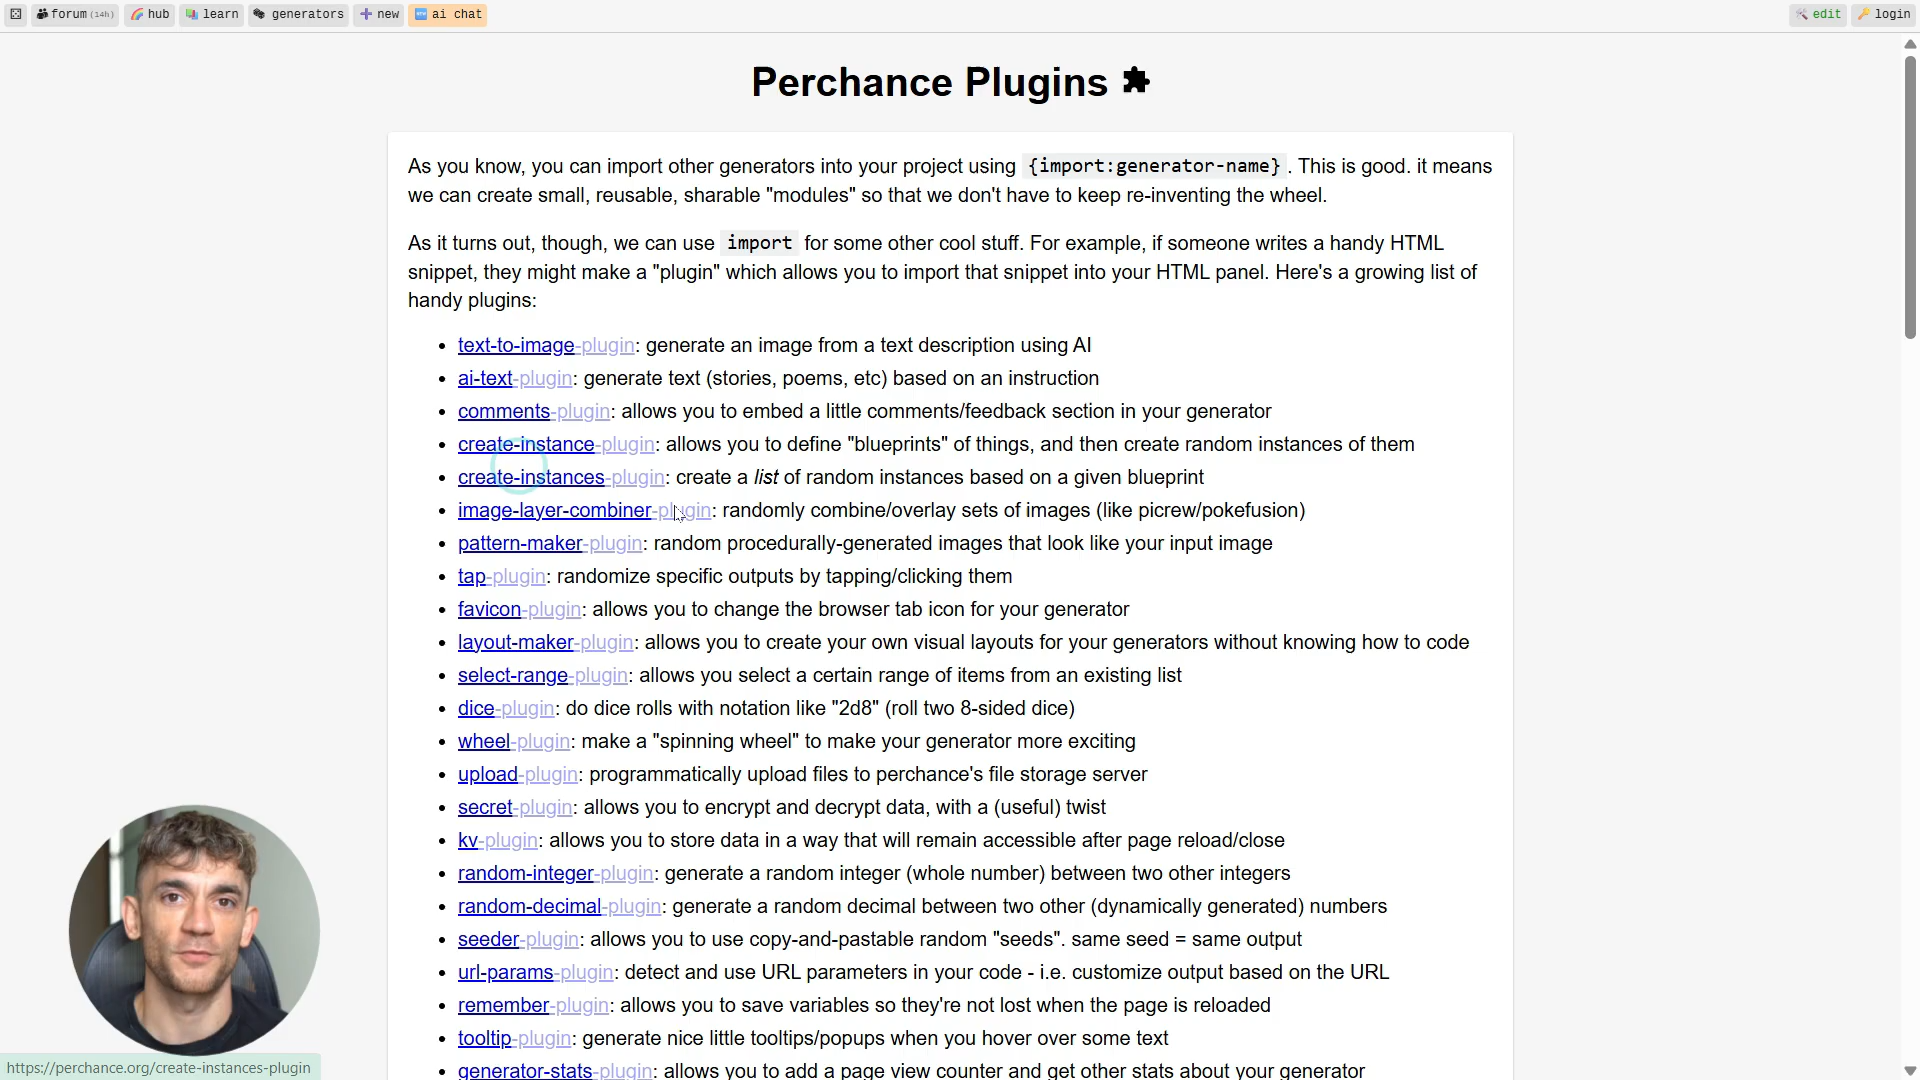 forum (14h) hub learn generators new ai chat edit login
Perchance Plugins
As you know, you can import other generators into your project using {import:generator-name}. This is good. it means
we can create small, reusable, sharable "modules" so that we don't have to keep re-inventing the wheel.
As it turns out, though, we can use import for some other cool stuff. For example, if someone writes a handy HTML
snippet, they might make a "plugin" which allows you to import that snippet into your HTML panel. Here's a growing list of
handy plugins:
• text-to-image-plugin: generate an image from a text description using AI
• ai-text-plugin: generate text (stories, poems, etc) based on an instruction
• comments-plugin: allows you to embed a little comments/feedback section in your generator
• create-instance-plugin: allows you to define "blueprints" of things, and then create random instances of them
• create-instances-plugin: create a list of random instances based on a given blueprint
• image-layer-combiner-plugin: randomly combine/overlay sets of images (like picrew/pokefusion)
• pattern-maker-plugin: random procedurally-generated images that look like your input image
• tap-plugin: randomize specific outputs by tapping/clicking them
• favicon-plugin: allows you to change the browser tab icon for your generator
• layout-maker-plugin: allows you to create your own visual layouts for your generators without knowing how to code
• select-range-plugin: allows you select a certain range of items from an existing list
• dice-plugin: do dice rolls with notation like "2d8" (roll two 8-sided dice)
• wheel-plugin: make a "spinning wheel" to make your generator more exciting
• upload-plugin: programmatically upload files to perchance's file storage server
• secret-plugin: allows you to encrypt and decrypt data, with a (useful) twist
• kv-plugin: allows you to store data in a way that will remain accessible after page reload/close
• random-integer-plugin: generate a random integer (whole number) between two other integers
• random-decimal-plugin: generate a random decimal between two other (dynamically generated) numbers
• seeder-plugin: allows you to use copy-and-pastable random "seeds". same seed = same output
• url-params-plugin: detect and use URL parameters in your code - i.e. customize output based on the URL
• remember-plugin: allows you to save variables so they're not lost when the page is reloaded
• tooltip-plugin: generate nice little tooltips/popups when you hover over some text
• generator-stats-plugin: allows you to add a page view counter and get other stats about your generator
https://perchance.org/create-instances-plugin